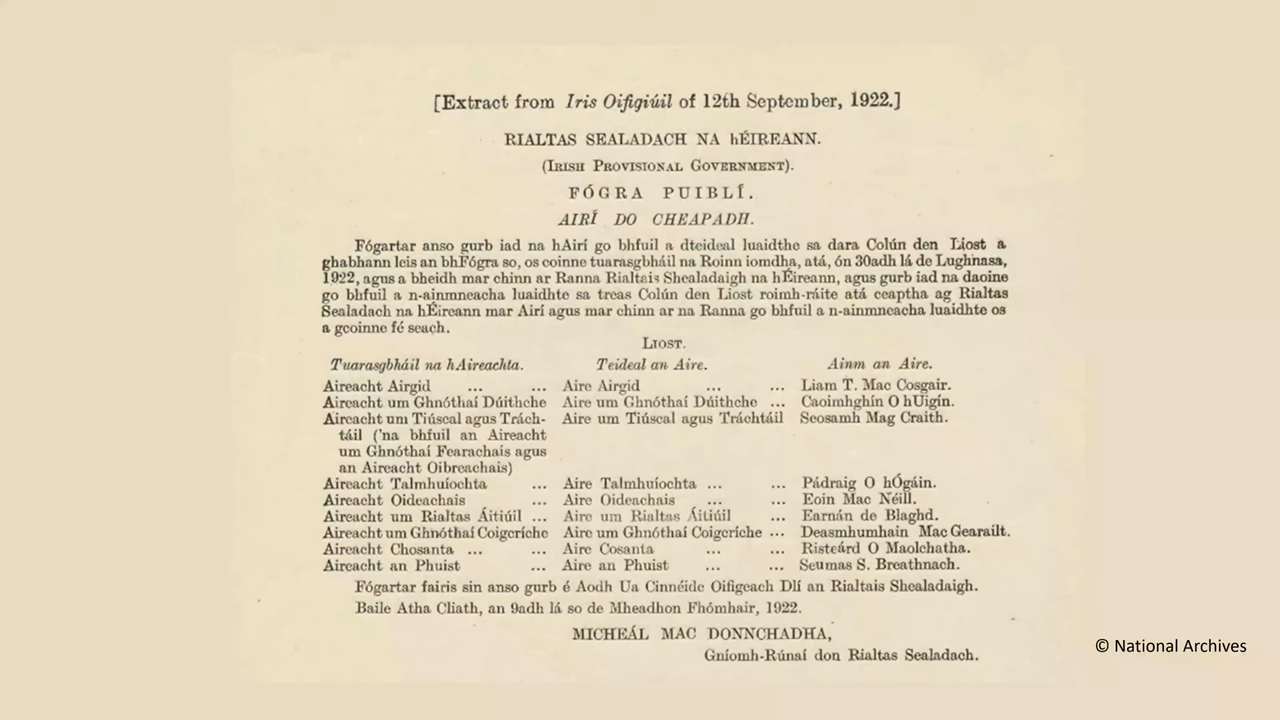 [Extract from Iris Oifigiúil of 12th September, 1922.]
RIALTAS SEALADACH NA hÉIREANN.
(IRISH PROVISIONAL GOVERNMENT).
FÓGRA PUIBLÍ.
AIRÍ DO CHEAPADH.
Fógartar anso gurb iad na hAirí go bhfuil a dteideal luaidthe sa dara Colún den Liost a
ghabhann leis an bhFógra so, os coinne tuarasgbháil na Roinn iomdha, atá, ón 30adh lá de Lughnasa,
1922, agus a bheidh mar chinn ar Ranna Rialtais Shealadaigh na hÉireann, agus gurb iad na daoine
go bhfuil a n-ainmneacha luaidhte sa treas Colún den Liost roimh-ráite atá ceaptha ag Rialtas
Sealadach na hÉireann mar Airí agus mar chinn ar na Ranna go bhfuil a n-ainmneacha luaidhte os
a gcoinne fé seach.
LIOST.
Tuarasgbháil na hAireachta. Teideal an Aire. Ainm an Aire.
Aireacht Airgid ... ... Aire Airgid ... ... Liam T. Mac Cosgair.
Aireacht um Ghnóthaí Dúithche Aire um Ghnóthaí Dúithche ... Caoimhghín O hUigín.
Aireacht um Tiúscal agus Trách- Aire um Tiúscal agus Tráchtáil Seosamh Mag Craith.
táil ('na bhfuil an Aireacht
um Ghnóthaí Fearachais agus
an Aireacht Oibreachais)
Aireacht Talmhuíochta ... Aire Talmhuíochta ... ... Pádraig O hÓgáin.
Aireacht Oideachais ... Aire Oideachais ... ... Eoin Mac Néill.
Aireacht um Rialtas Áitiúil ... Aire um Rialtas Áitiúil ... Earnán de Blaghd.
Aireacht um Ghnóthaí Coigcríche Aire um Ghnóthaí Coigcríche ... Deasmhumhain Mac Gearailt.
Aireacht Chosanta ... ... Aire Cosanta ... ... Risteárd O Maolchatha.
Aireacht an Phuist ... Aire an Phuist ... ... Seumas S. Breathnach.
Fógartar fairis sin anso gurb é Aodh Ua Cinnéide Oifigeach Dlí an Rialtais Shealadaigh.
Baile Atha Cliath, an 9adh lá so de Mheadhon Fhómhair, 1922.
MICHEÁL MAC DONNCHADHA,
Gníomh-Rúnaí don Rialtas Sealadach.
© National Archives